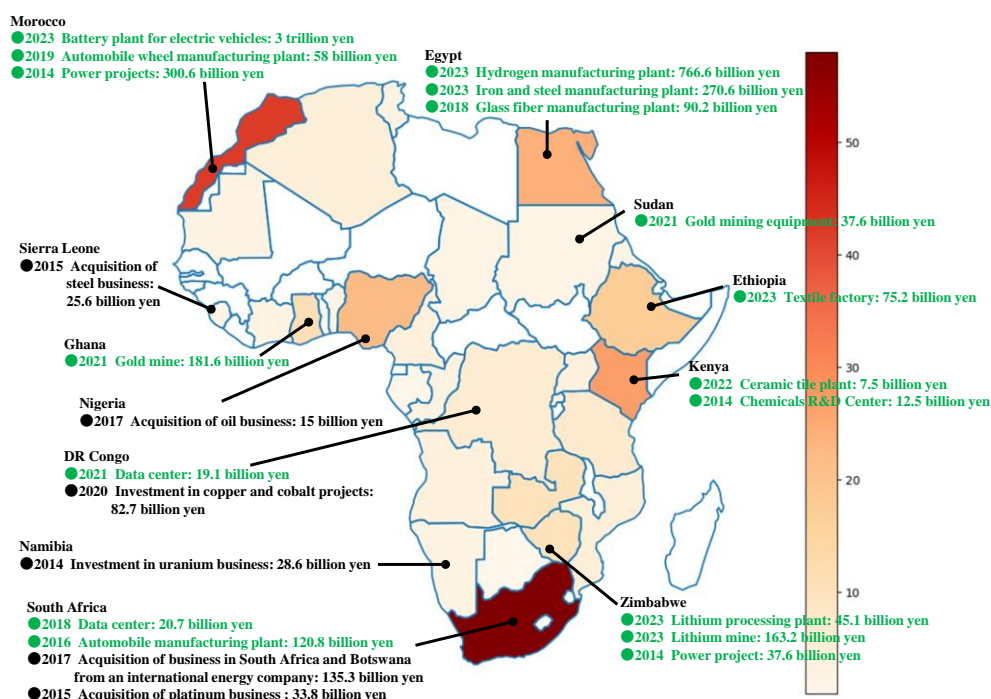 Morocco
2023 Battery plant for electric vehicles: 3 trillion yen
2019 Automobile wheel manufacturing plant: 58 billion yen
2014 Power projects: 300.6 billion yen
Egypt
2023 Hydrogen manufacturing plant: 766.6 billion yen
2023 Iron and steel manufacturing plant: 270.6 billion yen
2018 Glass fiber manufacturing plant: 90.2 billion yen
Sudan
2021 Gold mining equipment: 37.6 billion yen
Sierra Leone
2015 Acquisition of
steel business:
25.6 billion yen
Ethiopia
2023 Textile factory: 75.2 billion yen
Ghana
2021 Gold mine: 181.6 billion yen
Kenya
2022 Ceramic tile plant: 7.5 billion yen
2014 Chemicals R&D Center: 12.5 billion yen
Nigeria
2017 Acquisition of oil business: 15 billion yen
DR Congo
2021 Data center: 19.1 billion yen
2020 Investment in copper and cobalt projects:
82.7 billion yen
Namibia
2014 Investment in uranium business: 28.6 billion yen
South Africa
2018 Data center: 20.7 billion yen
2016 Automobile manufacturing plant: 120.8 billion yen
2017 Acquisition of business in South Africa and Botswana
from an international energy company: 135.3 billion yen
2015 Acquisition of platinum business : 33.8 billion yen
Zimbabwe
2023 Lithium processing plant: 45.1 billion yen
2023 Lithium mine: 163.2 billion yen
2014 Power project: 37.6 billion yen
50
40
30
20
10